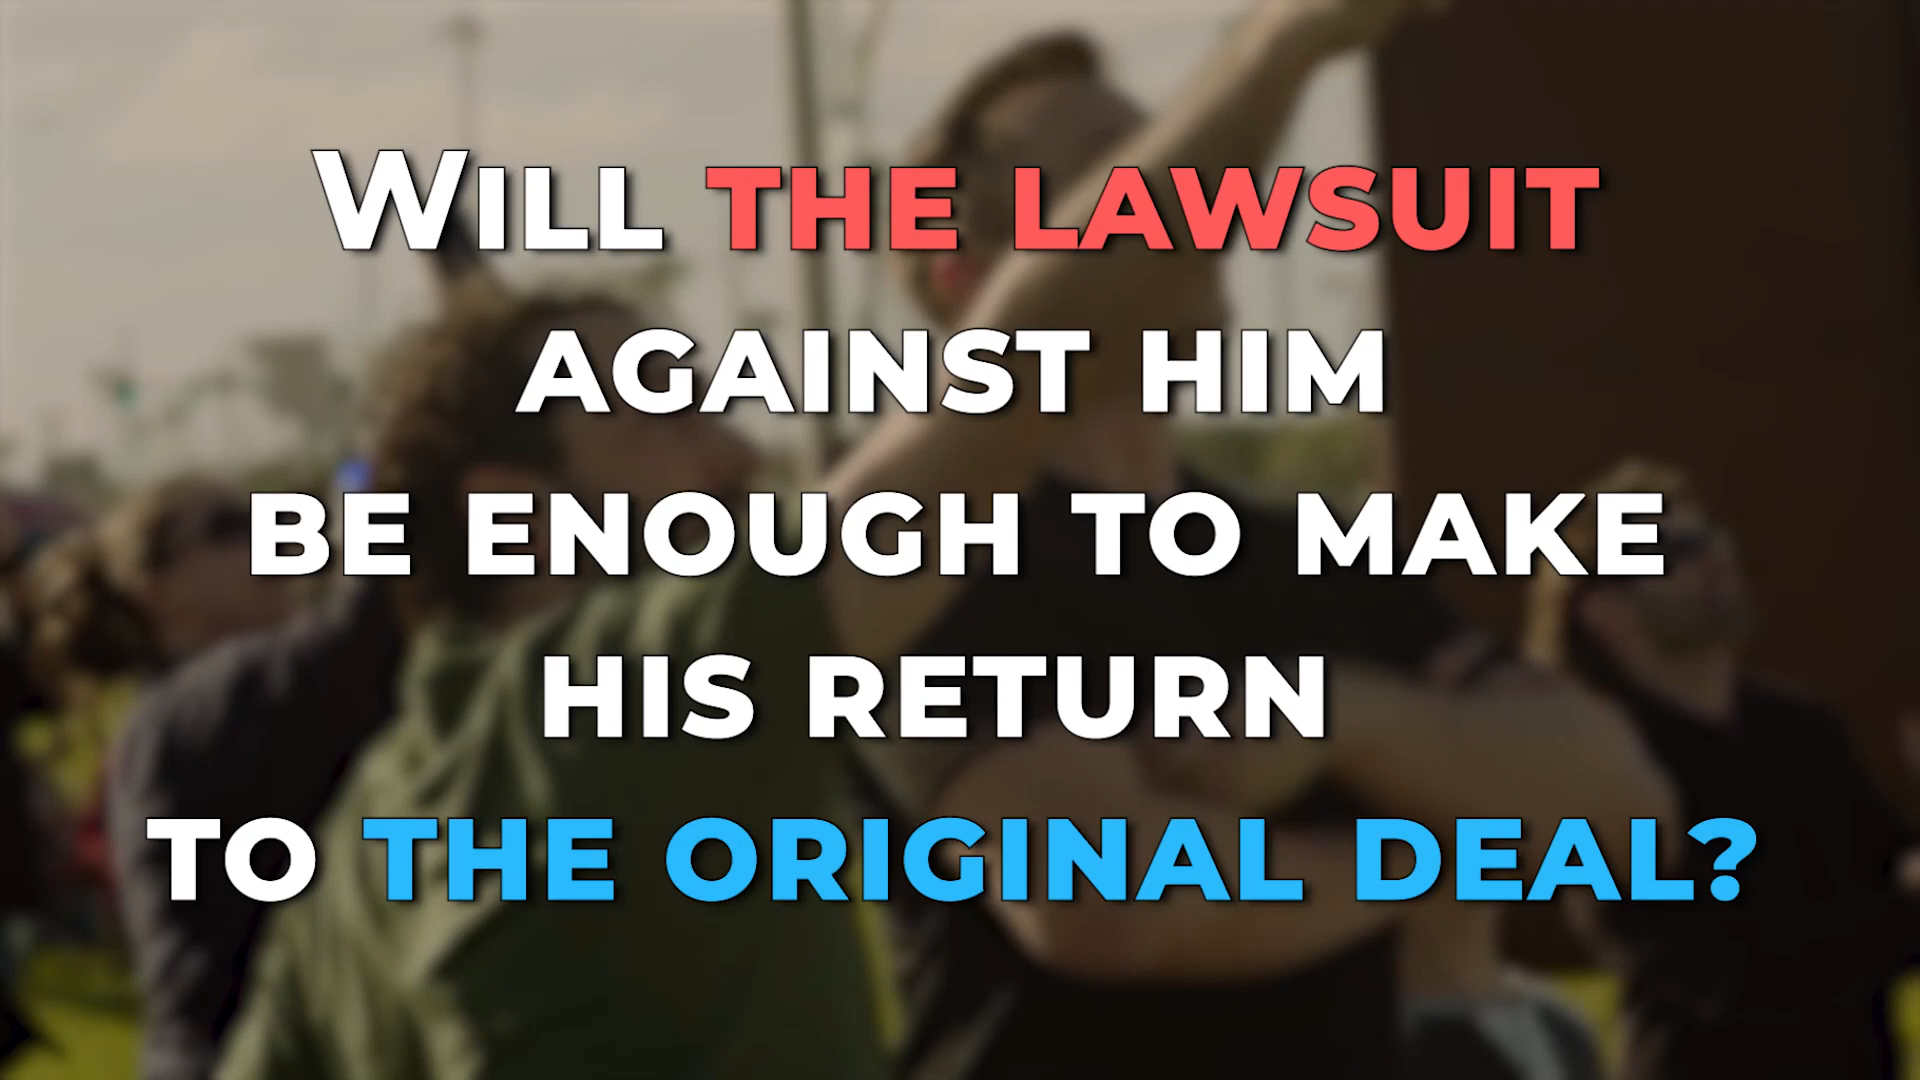 Will the lawsuit
against him
be enough to make
his return
to the original deal?